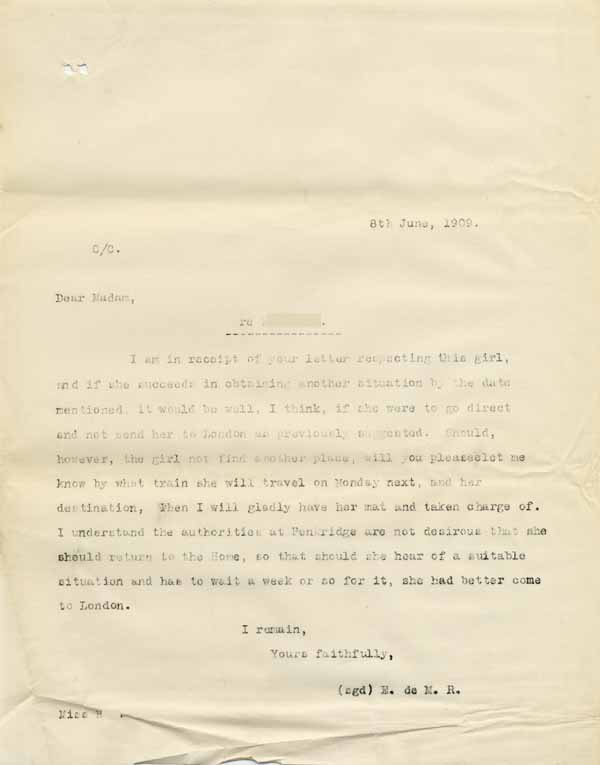 8th June, 1909.
C/C.
Dear Madam,
re .
I am in receipt of your letter respecting this girl,
and if she succeeds in obtaining another situation by the date
mentioned, it would be well, I think, if she were to go direct
and not send her to London as previously suggested. Should,
however, the girl not find another place, will you pleaselet me
know by what train she will travel on Monday next, and her
destination, When I will gladly have her mat and taken charge of.
I understand the authorities at Penkridge are not desirous that she
should return to the Home, so that should she hear of a suitable
situation and has to wait a week or so for it, she had better come
to London.
I remain,
Yours faithfully,
(sgd) E. de M. R.
Miss H